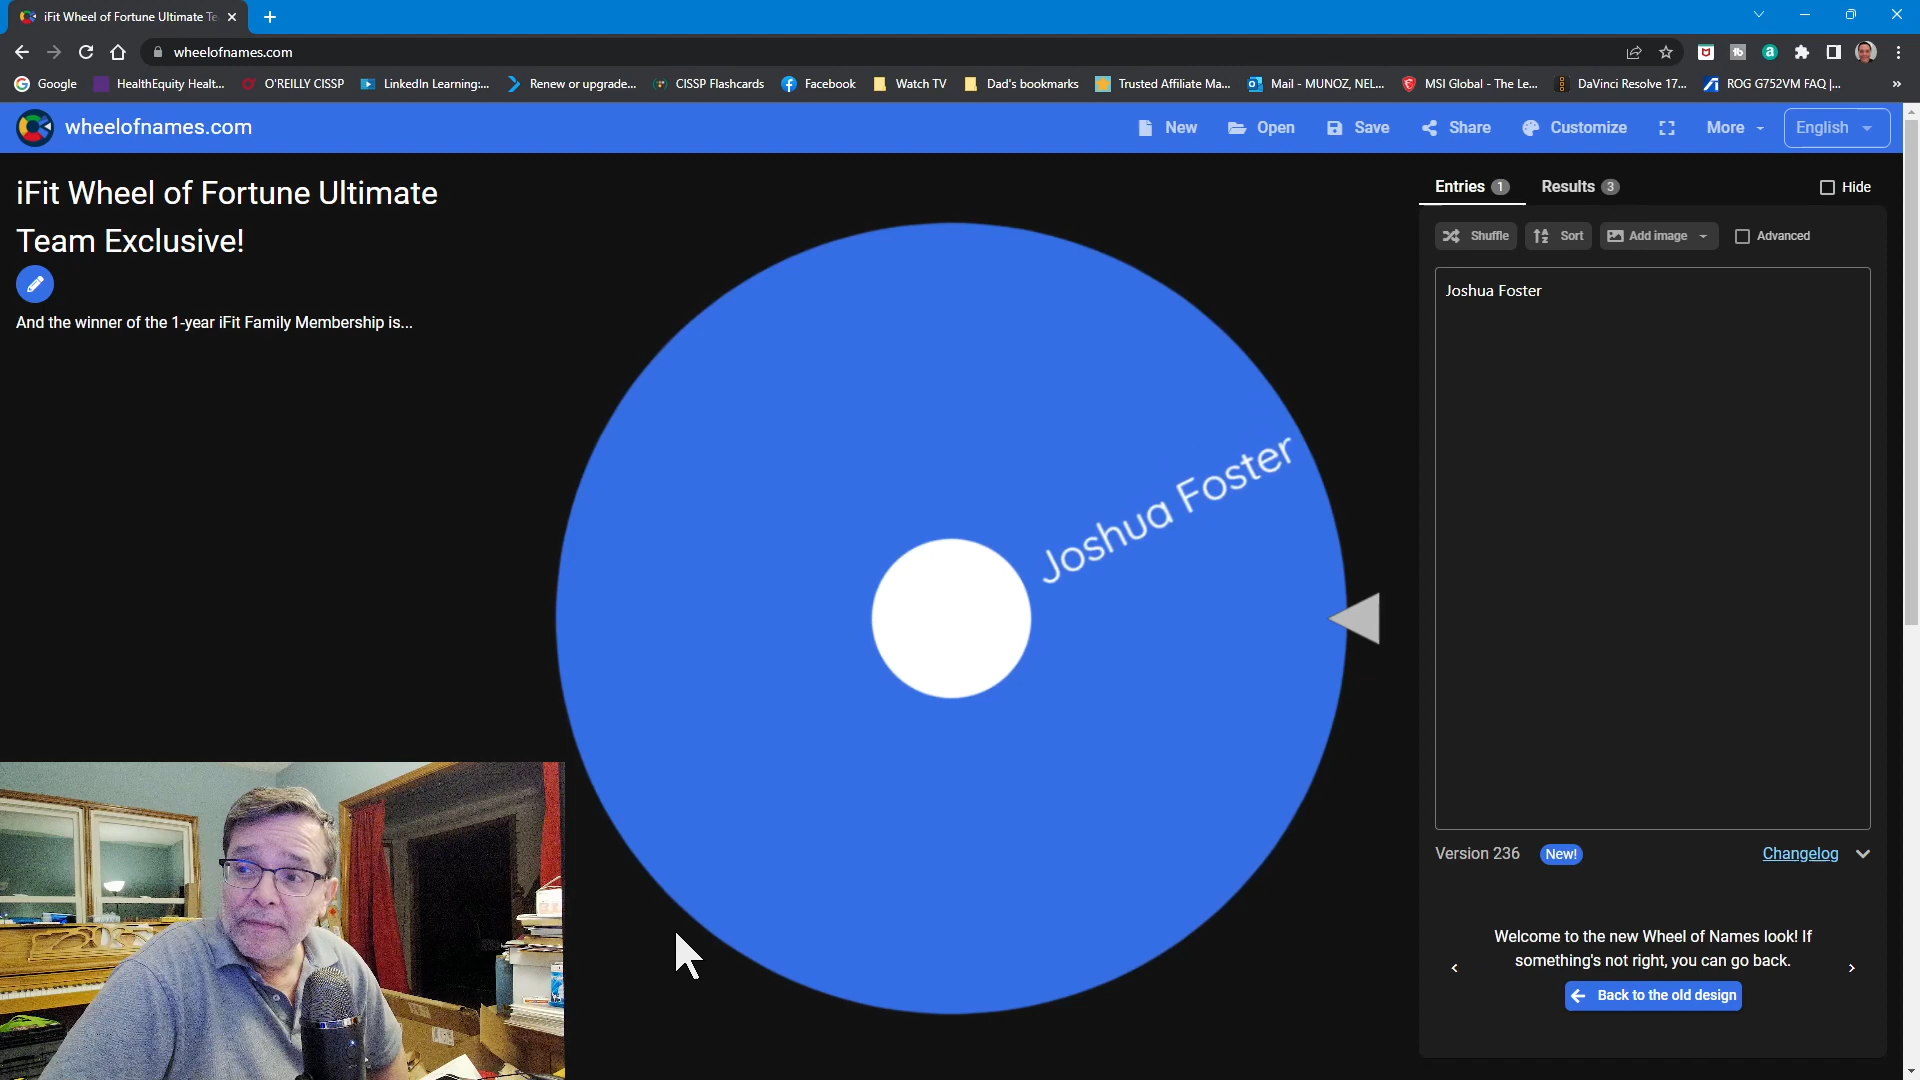 iFit Wheel of Fortune Ultimate Te
wheelofnames.com
Google
HealthEquity Healt...
O'REILLY CISSP
LinkedIn Learning:...
Renew or upgrade...
CISSP Flashcards
Facebook
Watch TV
Dad's bookmarks
Trusted Affiliate Ma...
Mail - MUNOZ, NEL...
MSI Global - The Le...
DaVinci Resolve 17...
ROG G752VM FAQ |...
»
wheelofnames.com
New
Open
Save
Share
Customize
More
English
iFit Wheel of Fortune Ultimate
Team Exclusive!
And the winner of the 1-year iFit Family Membership is...
Joshua Foster
Entries 1
Results 3
Hide
Shuffle
Sort
Add image
Advanced
Joshua Foster
Version 236
New!
Changelog
Welcome to the new Wheel of Names look! If
something's not right, you can go back.
Back to the old design